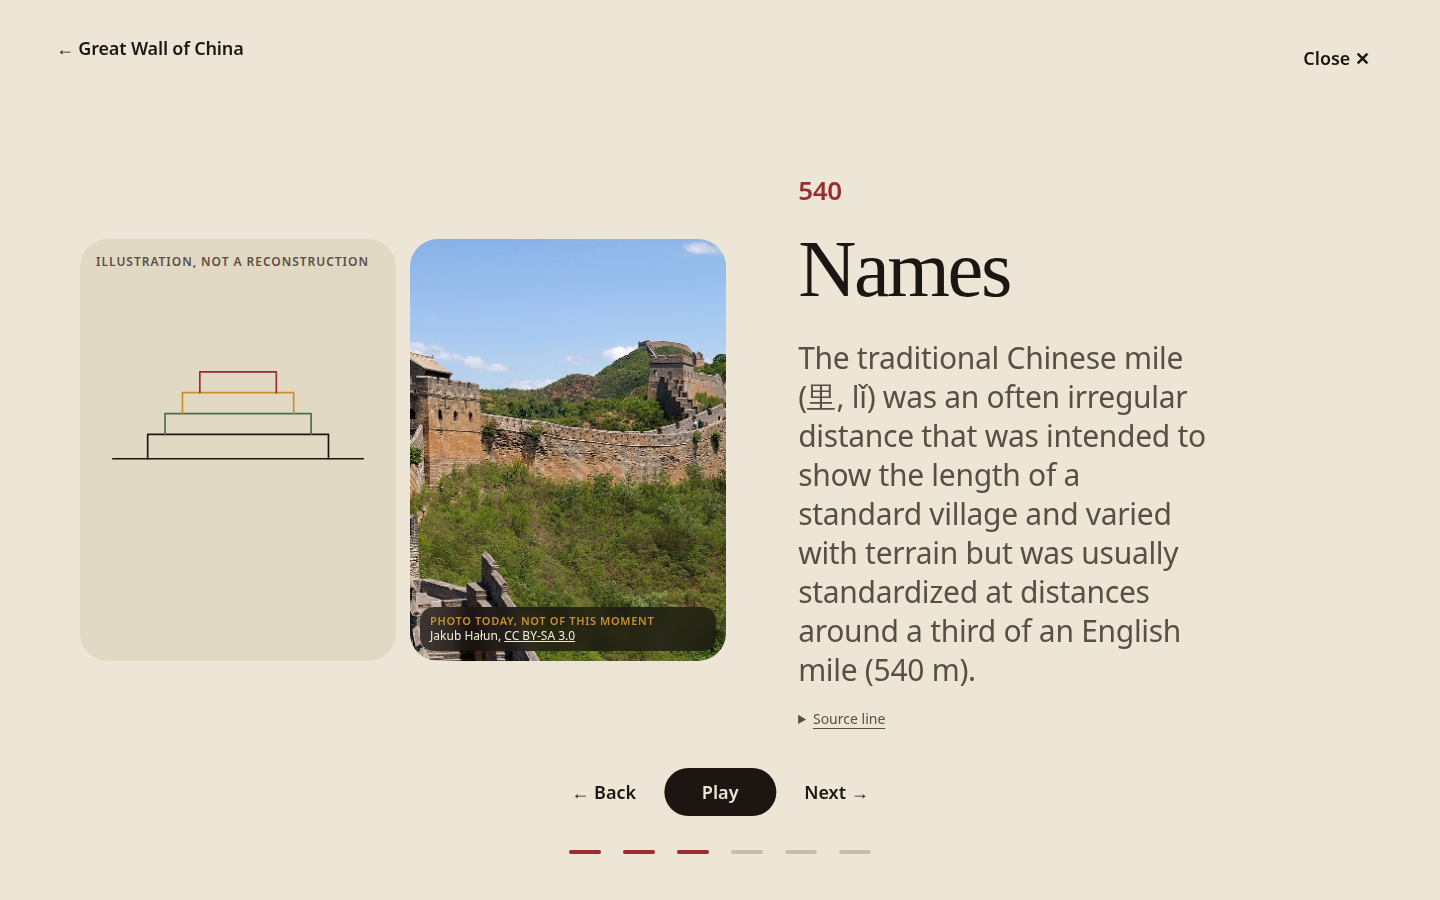 ← Great Wall of China
Close ✕
ILLUSTRATION, NOT A RECONSTRUCTION
PHOTO TODAY, NOT OF THIS MOMENT
Jakub Hałun, CC BY-SA 3.0
540
Names
The traditional Chinese mile
(里, lǐ) was an often irregular
distance that was intended to
show the length of a
standard village and varied
with terrain but was usually
standardized at distances
around a third of an English
mile (540 m).
▶ Source line
← Back
Play
Next →